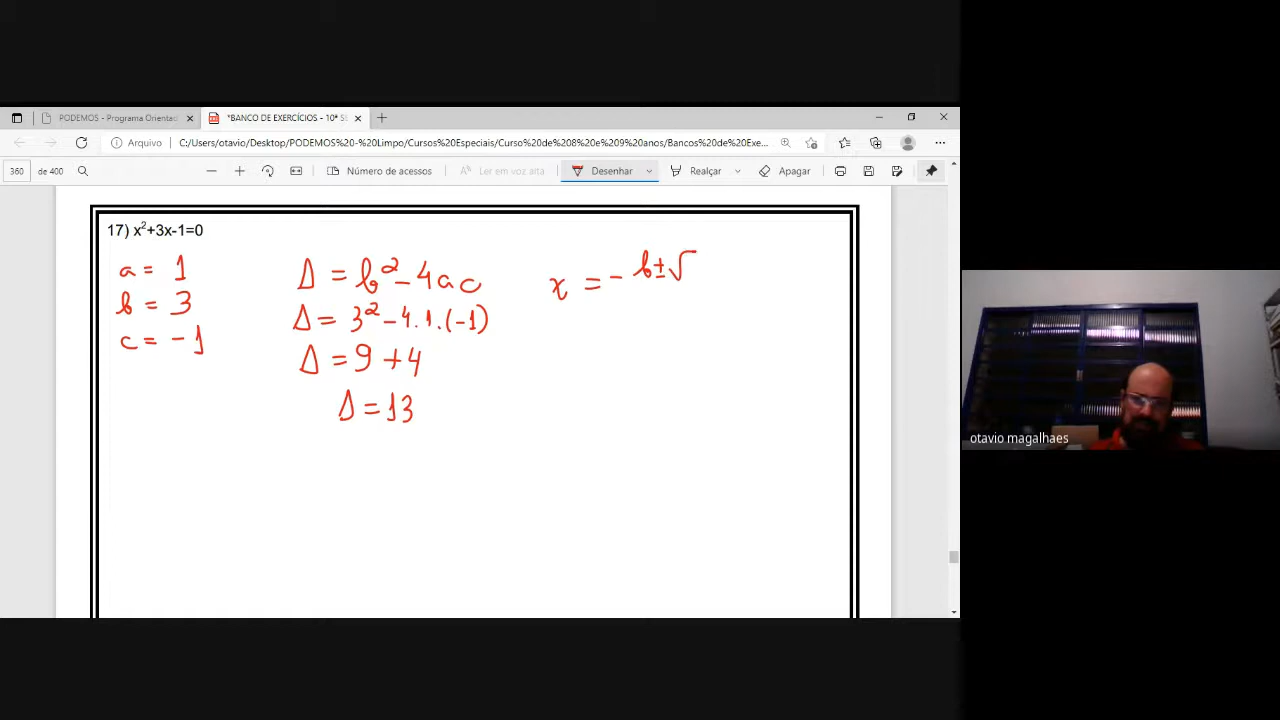 PODEMOS - Programa Orientad
*BANCO DE EXERCÍCIOS - 10ª SE
Arquivo
C:/Users/otavio/Desktop/PODEMOS%20-%20Limpo/Cursos%20Especiais/Curso%20de%208%20e%209%20anos/Bancos%20de%20Exe...
360 de 400
Número de acessos
Ler em voz alta
Desenhar
Realçar
Apagar
17) x²+3x-1=0
a = 1
b = 3
c = -1
Δ = b² - 4ac
Δ = 3² - 4.1.(-1)
Δ = 9 + 4
Δ = 13
x = - b ± √
otavio magalhaes